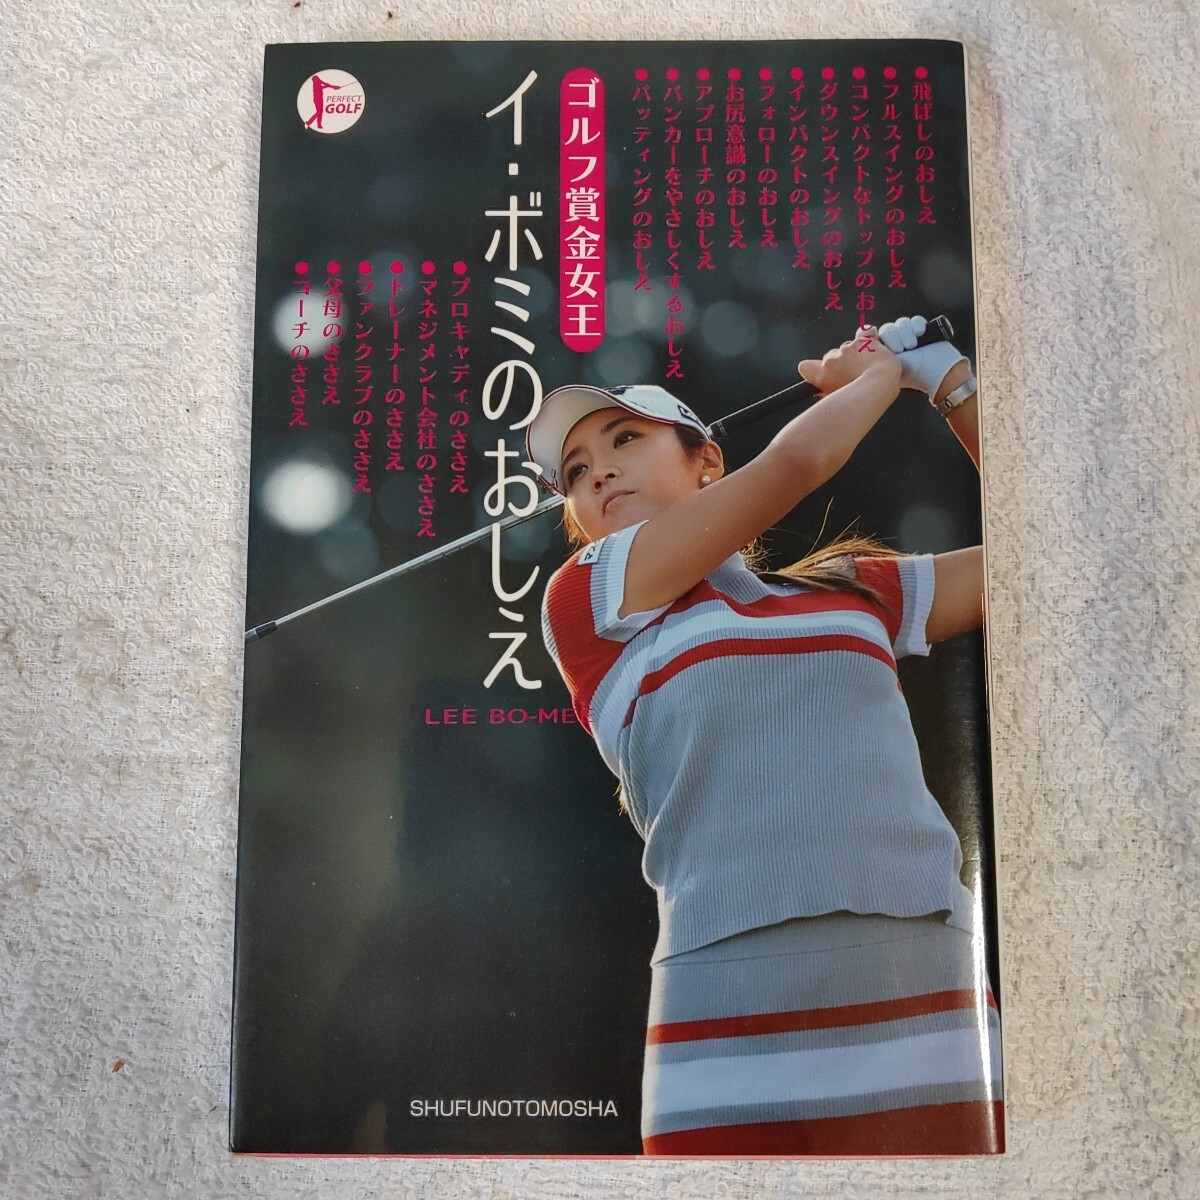 PERFECT
GOLF
●飛ばしのおしえ
●フルスイングのおしえ
●コンパクトなトップのおしえ
●ダウンスイングのおしえ
●インパクトのおしえ
●フォローのおしえ
●お尻意識のおしえ
●アプローチのおしえ
●バンカーをやさしくするおしえ
●パッティングのおしえ
ゴルフ賞金女王
イ・ボミのおしえ
●プロキャディのささえ
●マネジメント会社のささえ
●トレーナーのささえ
●ファンクラブのささえ
●父母のささえ
●コーチのささえ
LEE BO-MEE
SHUFUNOTOMOSHA